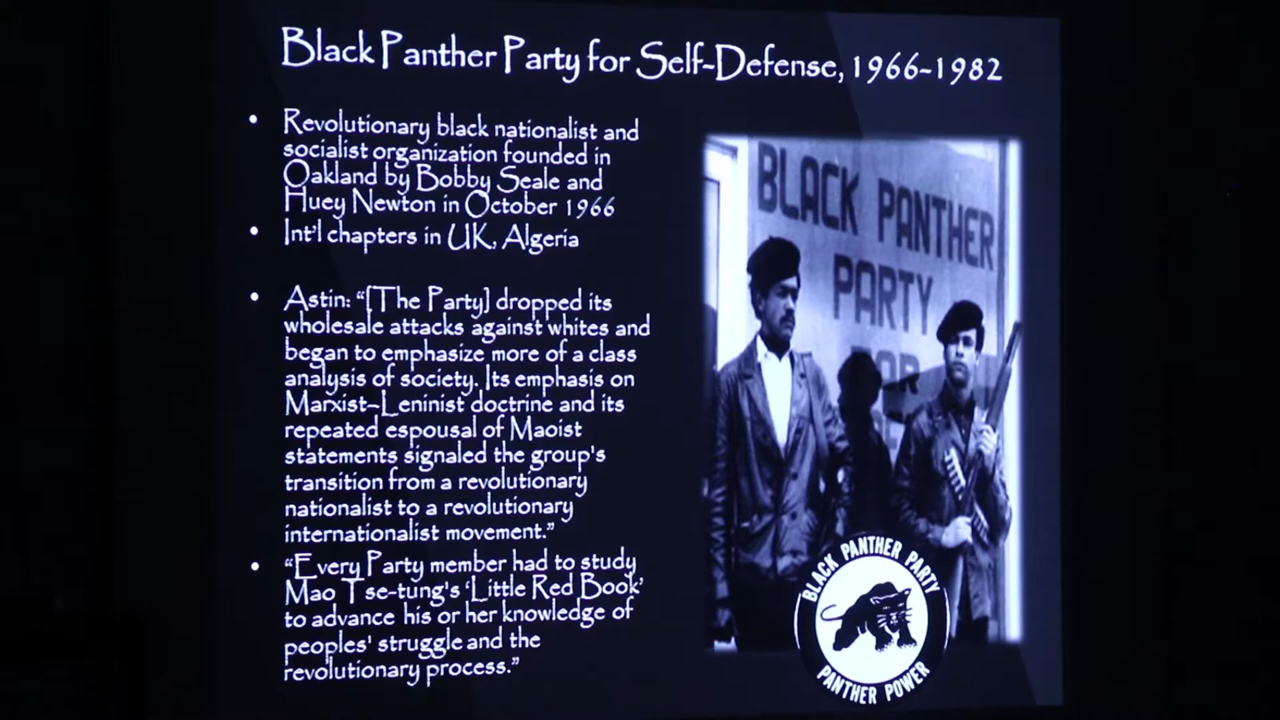 Black Panther Party for Self-Defense, 1966-1982
• Revolutionary black nationalist and
socialist organization founded in
Oakland by Bobby Seale and
Huey Newton in October 1966
• Int'l chapters in UK, Algeria
• Astin: “[The Party] dropped its
wholesale attacks against whites and
began to emphasize more of a class
analysis of society. Its emphasis on
Marxist–Leninist doctrine and its
repeated espousal of Maoist
statements signaled the group's
transition from a revolutionary
nationalist to a revolutionary
internationalist movement.”
• “Every Party member had to study
Mao Tse-tung's ‘Little Red Book’
to advance his or her knowledge of
peoples' struggle and the
revolutionary process.”
BLACK PANTHER
PARTY
FOR
BLACK PANTHER PARTY
PANTHER POWER